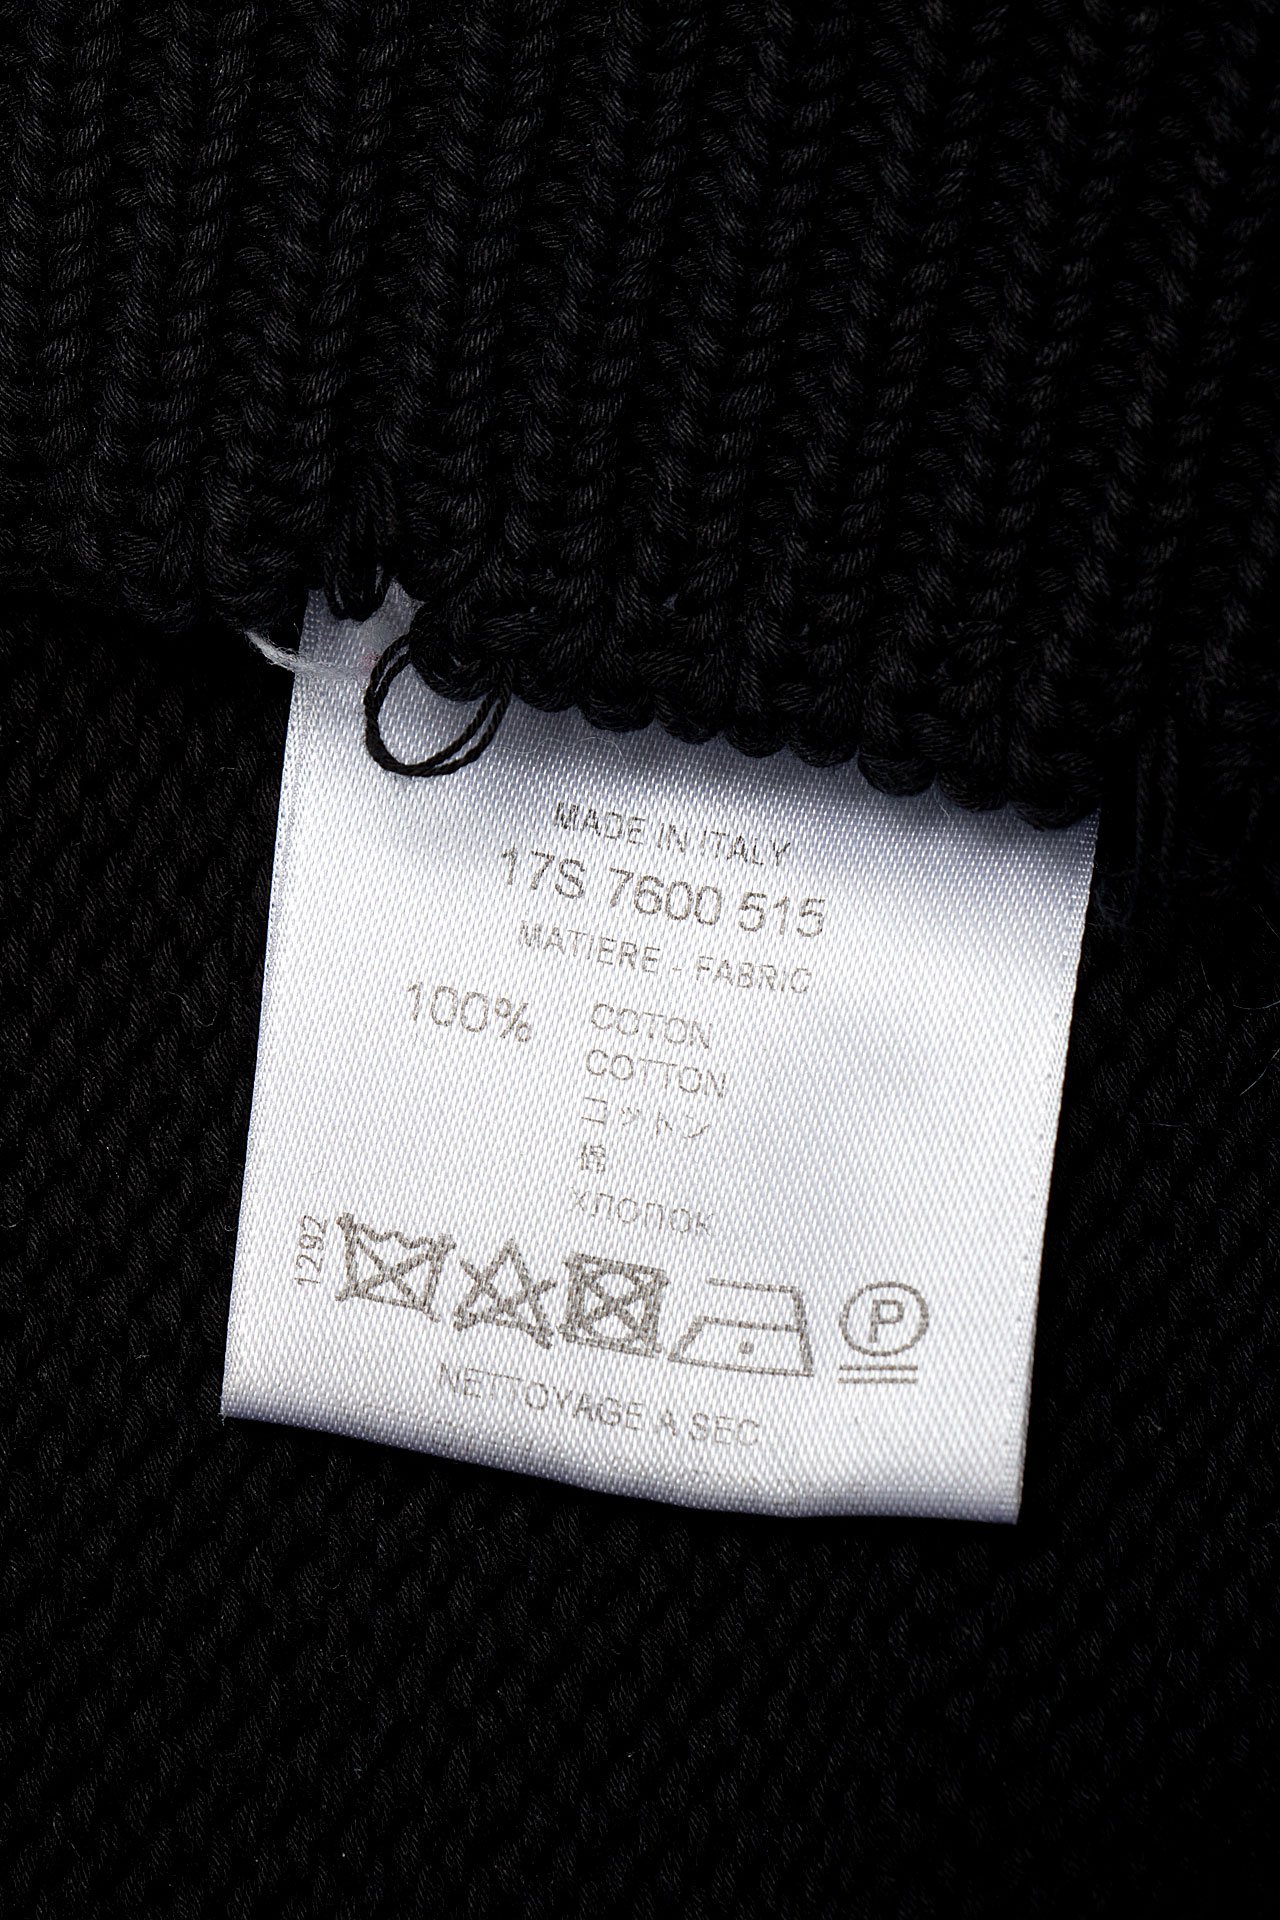 MADE IN ITALY
17S 7600 515
MATIERE - FABRIC
100% COTON
COTTON
コットン
棉
хлопок
1292
P
NETTOYAGE A SEC